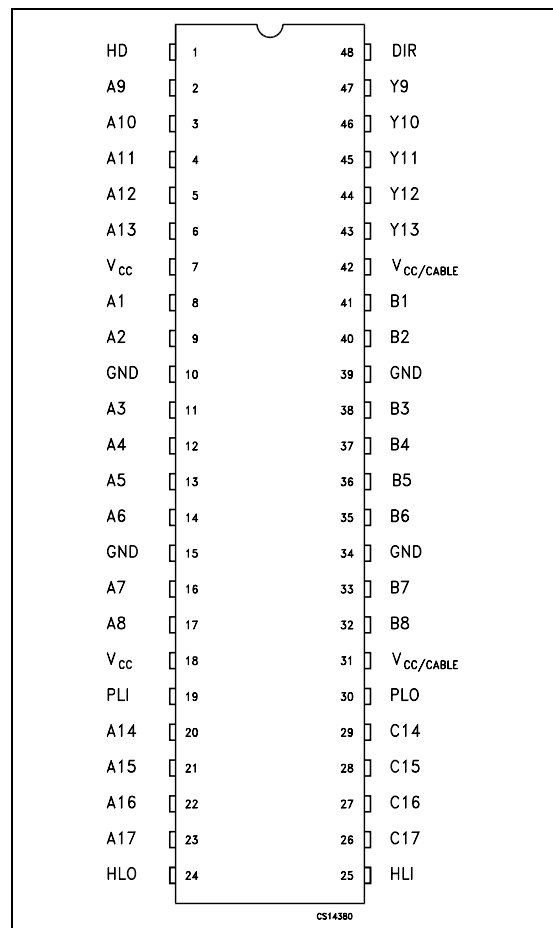 HD 1 48 DIR
A9 2 47 Y9
A10 3 46 Y10
A11 4 45 Y11
A12 5 44 Y12
A13 6 43 Y13
VCC 7 42 VCC/CABLE
A1 8 41 B1
A2 9 40 B2
GND 10 39 GND
A3 11 38 B3
A4 12 37 B4
A5 13 36 B5
A6 14 35 B6
GND 15 34 GND
A7 16 33 B7
A8 17 32 B8
VCC 18 31 VCC/CABLE
PLI 19 30 PLO
A14 20 29 C14
A15 21 28 C15
A16 22 27 C16
A17 23 26 C17
HLO 24 25 HLI
CS14380